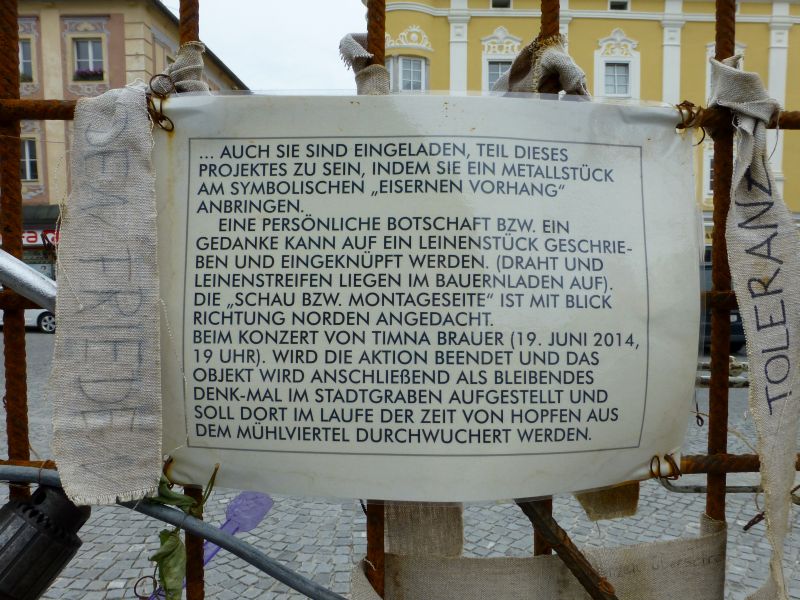 ... AUCH SIE SIND EINGELADEN, TEIL DIESES
PROJEKTES ZU SEIN, INDEM SIE EIN METALLSTÜCK
AM SYMBOLISCHEN „EISERNEN VORHANG“
ANBRINGEN.
EINE PERSÖNLICHE BOTSCHAFT BZW. EIN
GEDANKE KANN AUF EIN LEINENSTÜCK GESCHRIE-
BEN UND EINGEKNÜPFT WERDEN. (DRAHT UND
LEINENSTREIFEN LIEGEN IM BAUERNLADEN AUF).
DIE „SCHAU BZW. MONTAGESEITE“ IST MIT BLICK
RICHTUNG NORDEN ANGEDACHT.
BEIM KONZERT VON TIMNA BRAUER (19. JUNI 2014,
19 UHR). WIRD DIE AKTION BEENDET UND DAS
OBJEKT WIRD ANSCHLIEßEND ALS BLEIBENDES
DENK-MAL IM STADTGRABEN AUFGESTELLT UND
SOLL DORT IM LAUFE DER ZEIT VON HOPFEN AUS
DEM MÜHLVIERTEL DURCHWUCHERT WERDEN.
DEN FRIEDEN
TOLERANZ